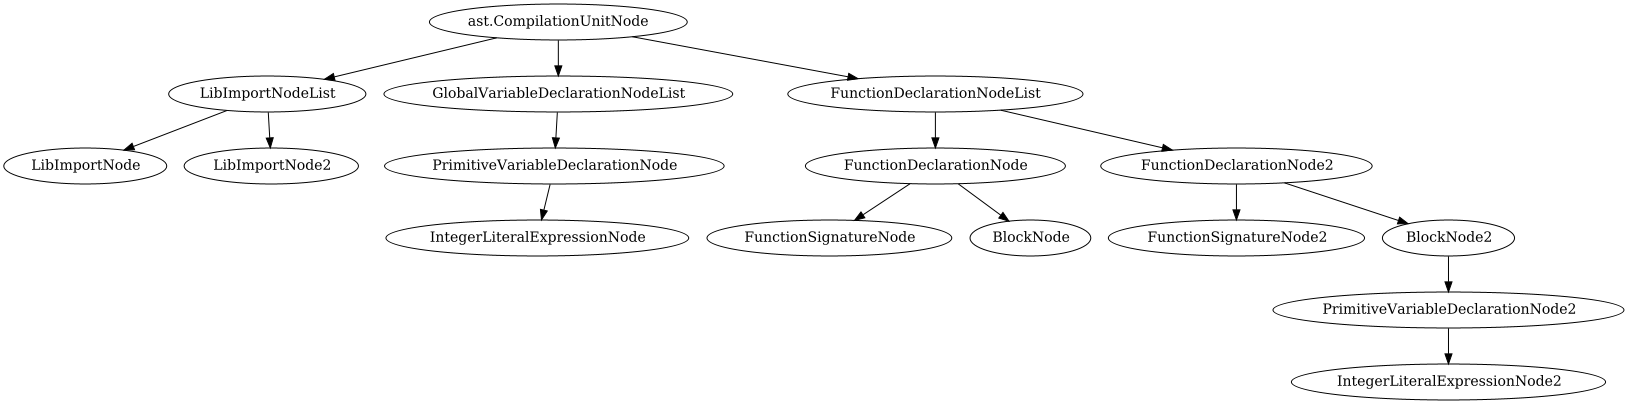 ast.CompilationUnitNode
LibImportNodeList
GlobalVariableDeclarationNodeList
FunctionDeclarationNodeList
LibImportNode
LibImportNode2
PrimitiveVariableDeclarationNode
FunctionDeclarationNode
FunctionDeclarationNode2
IntegerLiteralExpressionNode
FunctionSignatureNode
BlockNode
FunctionSignatureNode2
BlockNode2
PrimitiveVariableDeclarationNode2
IntegerLiteralExpressionNode2